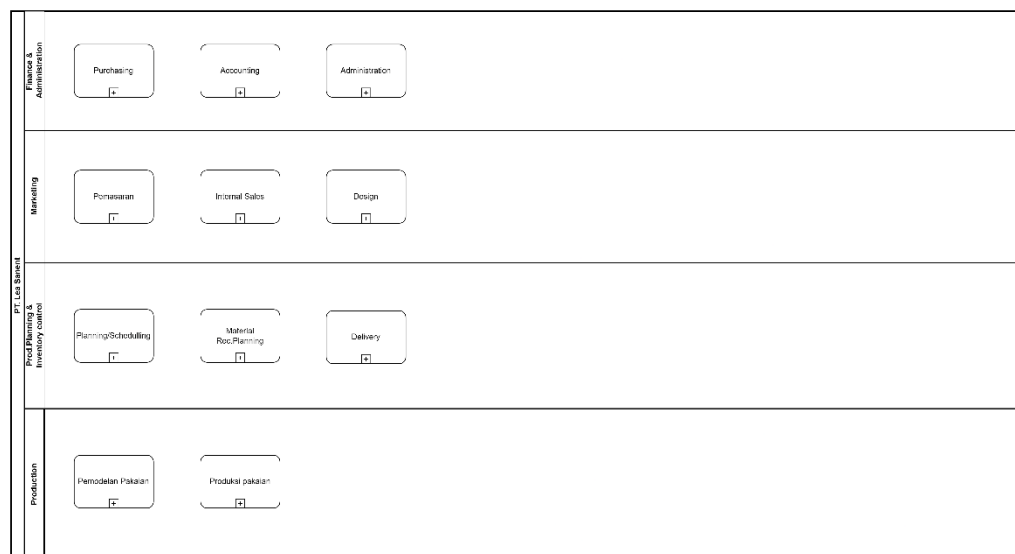 PT. Lea Sanent
Finance &
Administration
Purchasing
Accounting
Administration
Marketing
Pemasaran
Internal Sales
Design
Prod.Planning &
Inventory control
Planning/Schedulling
Material
Rec.Planning
Delivery
Production
Pemodelan Pakaian
Produksi pakaian